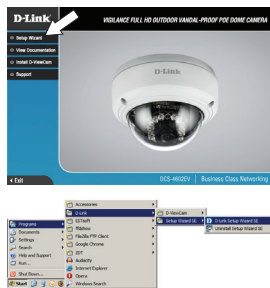 D-Link
VIGILANCE FULL HD OUTDOOR VANDAL-PROOF POE DOME CAMERA
Setup Wizard
View Documentation
Install D-ViewCam
Support
D-Link
Exit
DCS-4602EV Business Class Networking
Accessories
D-Link
D-ViewCam
Programs
EGTsoft
Setup Wizard SE
D-Link Setup Wizard SE
Documents
Uninstall Setup Wizard SE
Settings
FileZilla FTP Client
Search
Google Chrome
Help and Support
Run...
Audacity
Internet Explorer
Shut Down...
Opera
Start
Windows Search